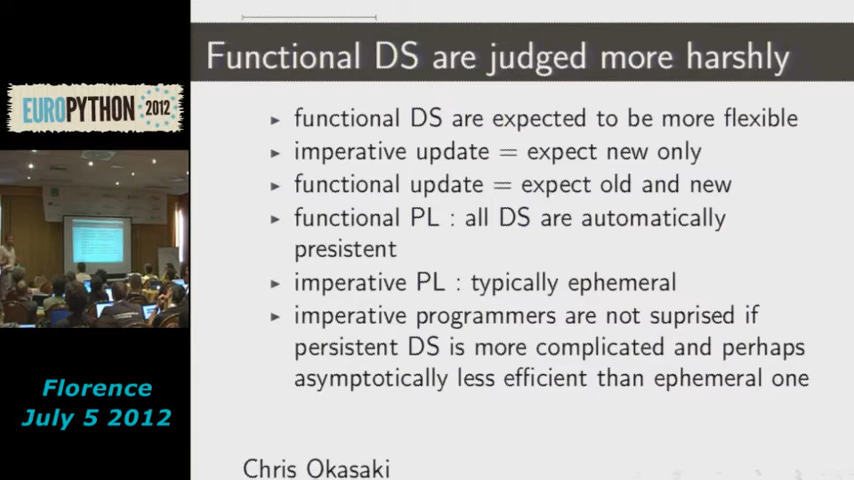 Functional DS are judged more harshly
EUROPYTHON 2012
functional DS are expected to be more flexible
imperative update = expect new only
functional update = expect old and new
functional PL : all DS are automatically
presistent
imperative PL : typically ephemeral
imperative programmers are not suprised if
persistent DS is more complicated and perhaps
asymptotically less efficient than ephemeral one
Florence
July 5 2012
Chris Okasaki